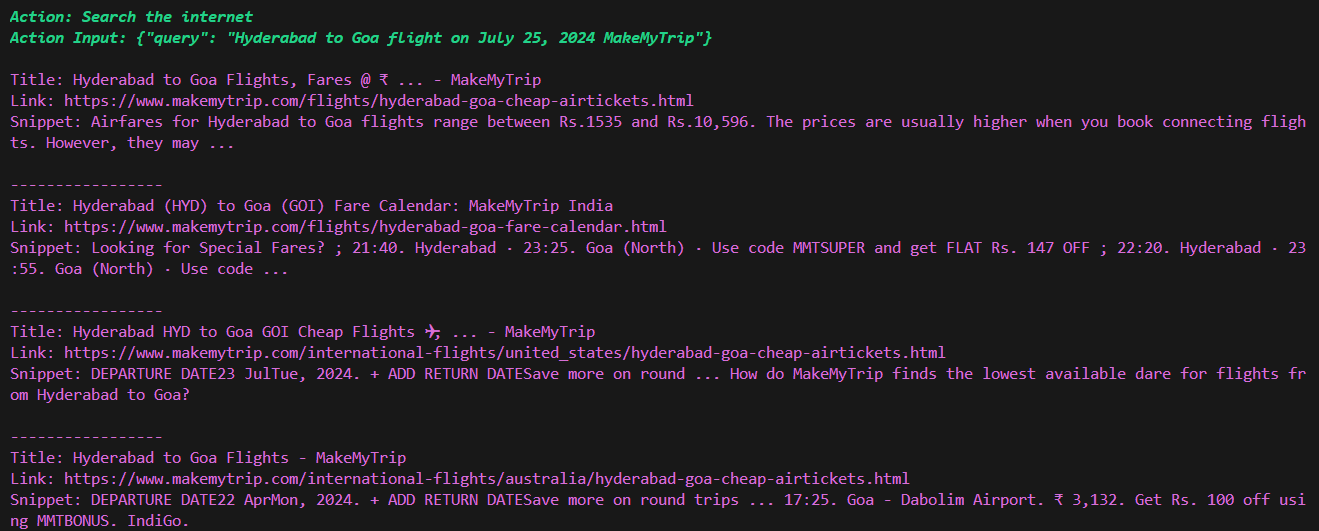 Action: Search the internet
Action Input: {"query": "Hyderabad to Goa flight on July 25, 2024 MakeMyTrip"}
Title: Hyderabad to Goa Flights, Fares @ ₹ ... - MakeMyTrip
Link: https://www.makemytrip.com/flights/hyderabad-goa-cheap-airtickets.html
Snippet: Airfares for Hyderabad to Goa flights range between Rs.1535 and Rs.10,596. The prices are usually higher when you book connecting fligh
ts. However, they may ...
-----------------
Title: Hyderabad (HYD) to Goa (GOI) Fare Calendar: MakeMyTrip India
Link: https://www.makemytrip.com/flights/hyderabad-goa-fare-calendar.html
Snippet: Looking for Special Fares? ; 21:40. Hyderabad · 23:25. Goa (North) · Use code MMTSUPER and get FLAT Rs. 147 OFF ; 22:20. Hyderabad · 23
:55. Goa (North) · Use code ...
-----------------
Title: Hyderabad HYD to Goa GOI Cheap Flights ✈; ... - MakeMyTrip
Link: https://www.makemytrip.com/international-flights/united_states/hyderabad-goa-cheap-airtickets.html
Snippet: DEPARTURE DATE23 JulTue, 2024. + ADD RETURN DATESave more on round ... How do MakeMyTrip finds the lowest available dare for flights fr
om Hyderabad to Goa?
-----------------
Title: Hyderabad to Goa Flights - MakeMyTrip
Link: https://www.makemytrip.com/international-flights/australia/hyderabad-goa-cheap-airtickets.html
Snippet: DEPARTURE DATE22 AprMon, 2024. + ADD RETURN DATESave more on round trips ... 17:25. Goa - Dabolim Airport. ₹ 3,132. Get Rs. 100 off usi
ng MMTBONUS. IndiGo.